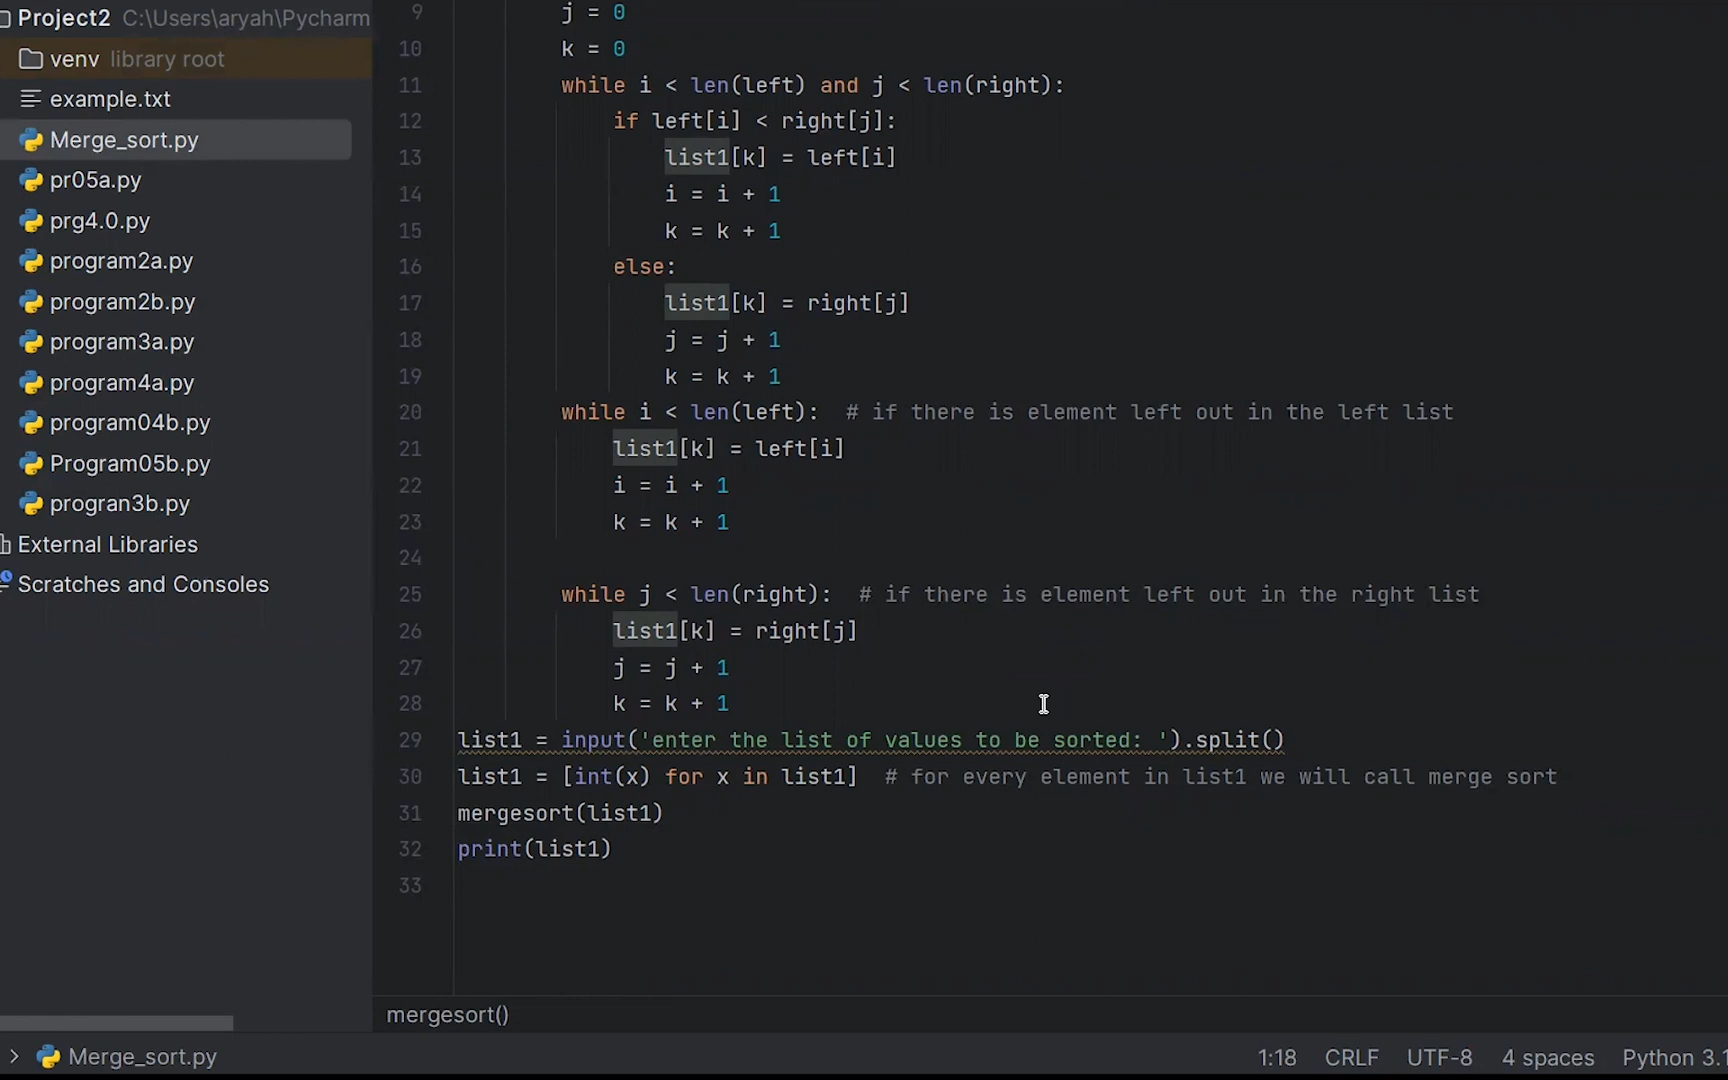 Project2 C:\Users\aryah\Pycharm
venv library root
example.txt
Merge_sort.py
pr05a.py
prg4.0.py
program2a.py
program2b.py
program3a.py
program4a.py
program04b.py
Program05b.py
progran3b.py
External Libraries
Scratches and Consoles
9 j = 0
10 k = 0
11 while i < len(left) and j < len(right):
12 if left[i] < right[j]:
13 list1[k] = left[i]
14 i = i + 1
15 k = k + 1
16 else:
17 list1[k] = right[j]
18 j = j + 1
19 k = k + 1
20 while i < len(left): # if there is element left out in the left list
21 list1[k] = left[i]
22 i = i + 1
23 k = k + 1
24
25 while j < len(right): # if there is element left out in the right list
26 list1[k] = right[j]
27 j = j + 1
28 k = k + 1
29 list1 = input('enter the list of values to be sorted: ').split()
30 list1 = [int(x) for x in list1] # for every element in list1 we will call merge sort
31 mergesort(list1)
32 print(list1)
33
mergesort()
Merge_sort.py
1:18 CRLF UTF-8 4 spaces Python 3.1